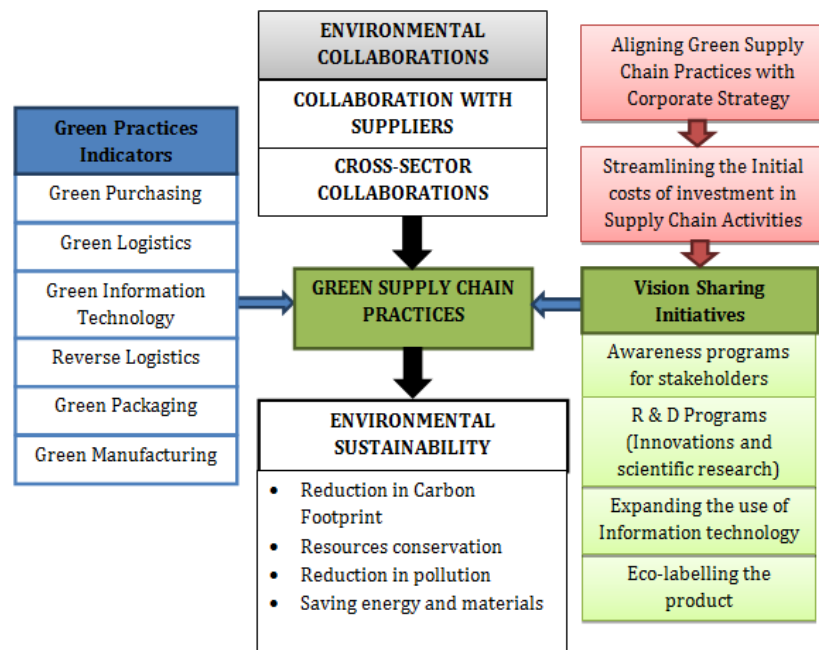 ENVIRONMENTAL
COLLABORATIONS
COLLABORATION WITH
SUPPLIERS
CROSS-SECTOR
COLLABORATIONS
Green Practices
Indicators
Green Purchasing
Green Logistics
Green Information
Technology
Reverse Logistics
Green Packaging
Green Manufacturing
GREEN SUPPLY CHAIN
PRACTICES
ENVIRONMENTAL
SUSTAINABILITY
• Reduction in Carbon
Footprint
• Resources conservation
• Reduction in pollution
• Saving energy and materials
Aligning Green Supply
Chain Practices with
Corporate Strategy
Streamlining the Initial
costs of investment in
Supply Chain Activities
Vision Sharing
Initiatives
Awareness programs
for stakeholders
R & D Programs
(Innovations and
scientific research)
Expanding the use of
Information technology
Eco-labelling the
product